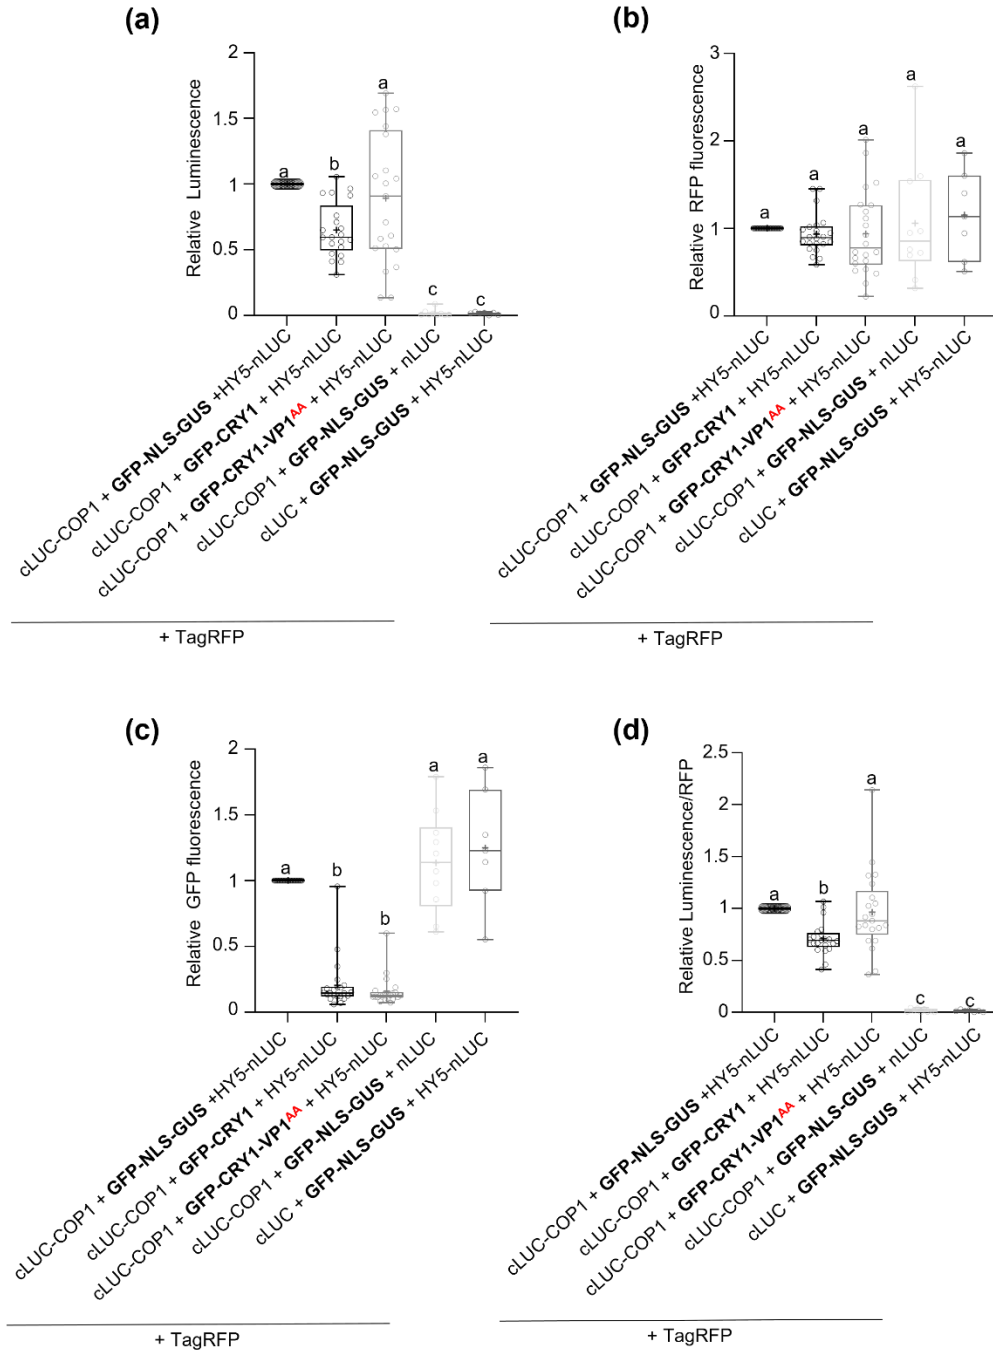 (a)
Relative Luminescence
2
1.5
1
0.5
0
a
b
a
c
c
cLUC-COP1 + GFP-NLS-GUS +HY5-nLUC
cLUC-COP1 + GFP-CRY1 + HY5-nLUC
cLUC-COP1 + GFP-CRY1-VP1AA + HY5-nLUC
cLUC-COP1 + GFP-NLS-GUS + nLUC
cLUC + GFP-NLS-GUS + HY5-nLUC
+ TagRFP
(b)
Relative RFP fluorescence
3
2
1
0
a
a
a
a
a
cLUC-COP1 + GFP-NLS-GUS +HY5-nLUC
cLUC-COP1 + GFP-CRY1 + HY5-nLUC
cLUC-COP1 + GFP-CRY1-VP1AA + HY5-nLUC
cLUC-COP1 + GFP-NLS-GUS + nLUC
cLUC + GFP-NLS-GUS + HY5-nLUC
+ TagRFP
(c)
Relative GFP fluorescence
2
1.5
1
0.5
0
a
b
b
a
a
cLUC-COP1 + GFP-NLS-GUS +HY5-nLUC
cLUC-COP1 + GFP-CRY1 + HY5-nLUC
cLUC-COP1 + GFP-CRY1-VP1AA + HY5-nLUC
cLUC-COP1 + GFP-NLS-GUS + nLUC
cLUC + GFP-NLS-GUS + HY5-nLUC
+ TagRFP
(d)
Relative Luminescence/RFP
2.5
2
1.5
1
0.5
0
a
b
a
c
c
cLUC-COP1 + GFP-NLS-GUS +HY5-nLUC
cLUC-COP1 + GFP-CRY1 + HY5-nLUC
cLUC-COP1 + GFP-CRY1-VP1AA + HY5-nLUC
cLUC-COP1 + GFP-NLS-GUS + nLUC
cLUC + GFP-NLS-GUS + HY5-nLUC
+ TagRFP